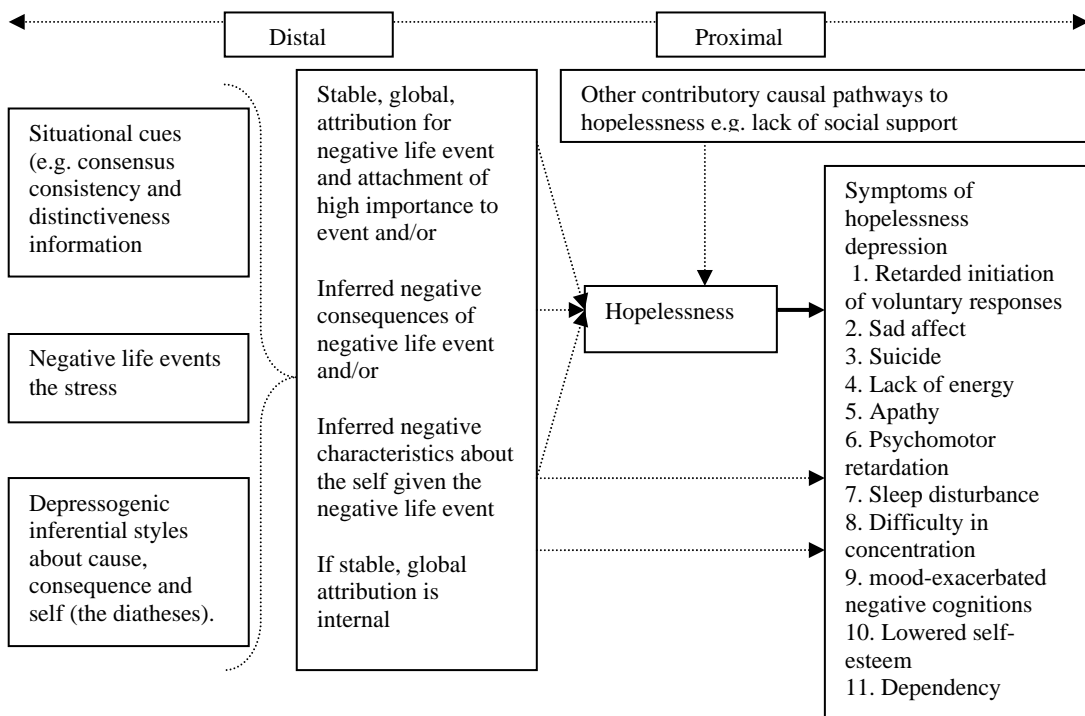 Distal
Proximal
Situational cues
(e.g. consensus
consistency and
distinctiveness
information
Negative life events
the stress
Depressogenic
inferential styles
about cause,
consequence and
self (the diatheses).
Stable, global,
attribution for
negative life event
and attachment of
high importance to
event and/or
Inferred negative
consequences of
negative life event
and/or
Inferred negative
characteristics about
the self given the
negative life event
If stable, global
attribution is
internal
Other contributory causal pathways to
hopelessness e.g. lack of social support
Hopelessness
Symptoms of
hopelessness
depression
1. Retarded initiation
of voluntary responses
2. Sad affect
3. Suicide
4. Lack of energy
5. Apathy
6. Psychomotor
retardation
7. Sleep disturbance
8. Difficulty in
concentration
9. mood-exacerbated
negative cognitions
10. Lowered self-
esteem
11. Dependency